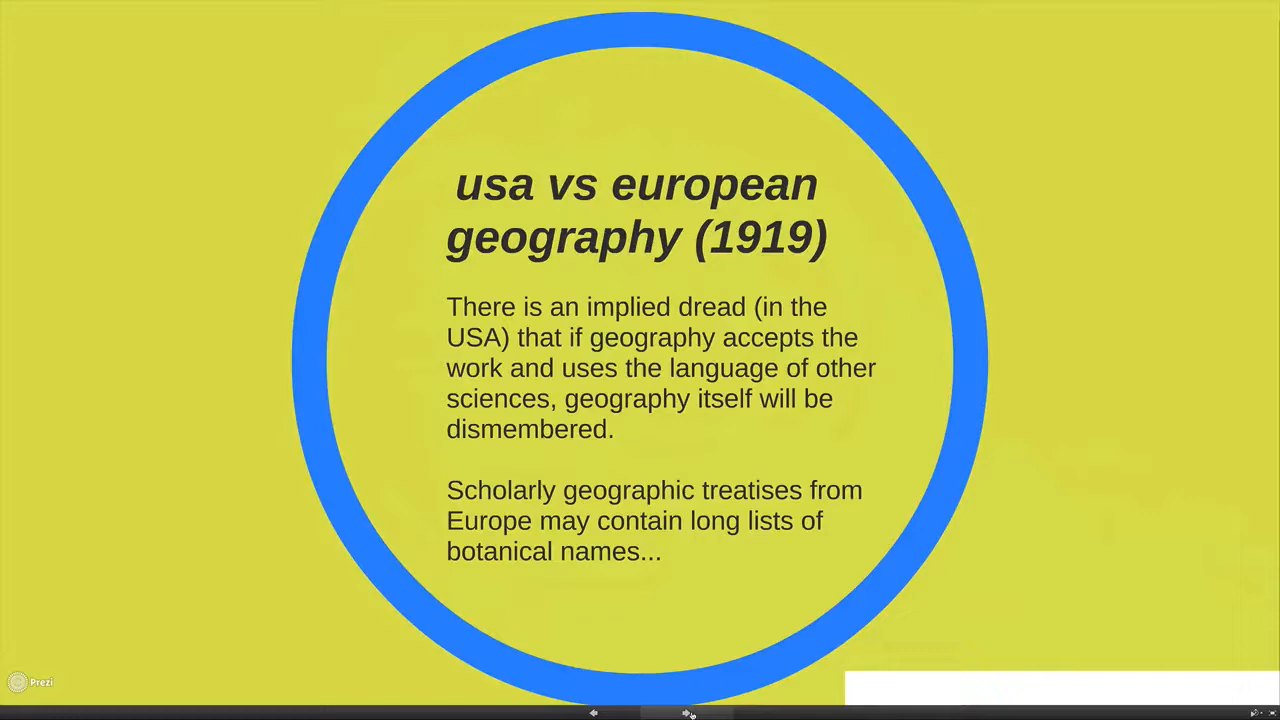 usa vs european
geography (1919)
There is an implied dread (in the
USA) that if geography accepts the
work and uses the language of other
sciences, geography itself will be
dismembered.
Scholarly geographic treatises from
Europe may contain long lists of
botanical names...
Prezi